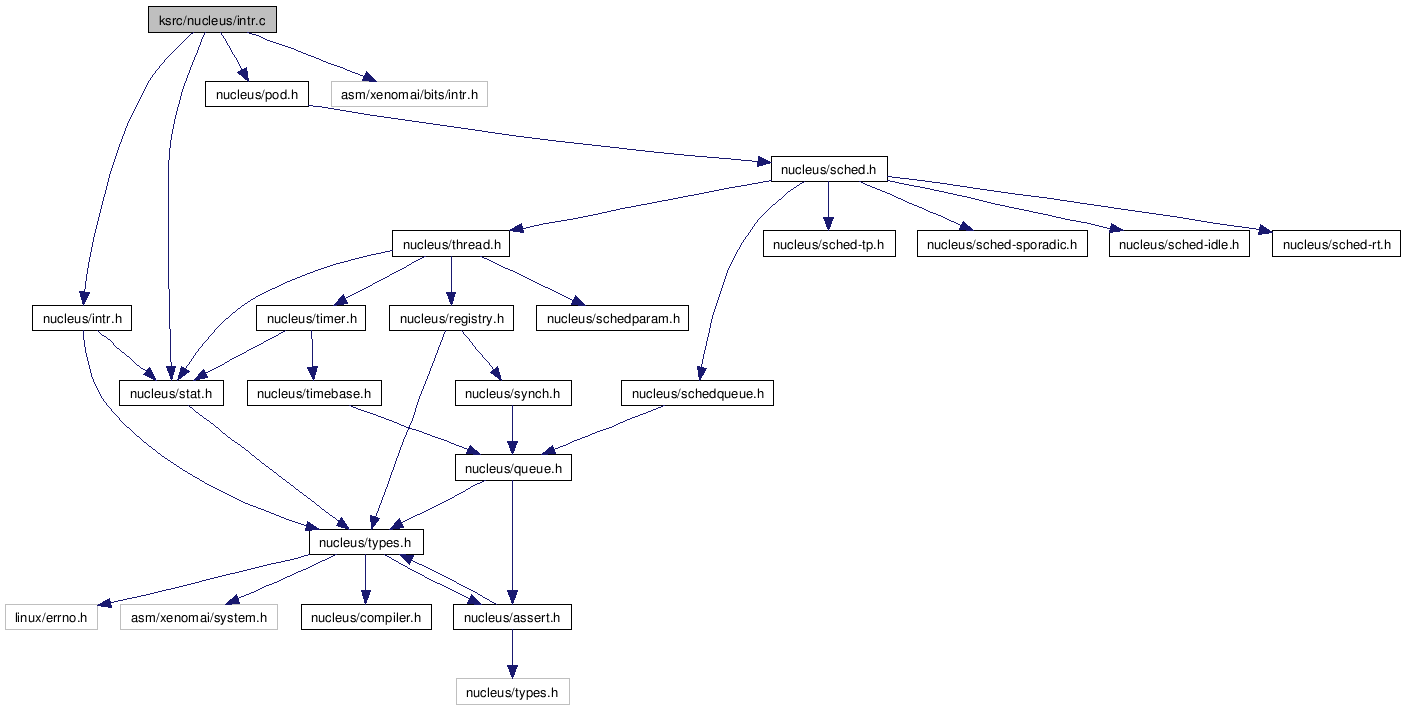 ksrc/nucleus/intr.c
nucleus/pod.h
asm/xenomai/bits/intr.h
nucleus/sched.h
nucleus/thread.h
nucleus/sched-tp.h
nucleus/sched-sporadic.h
nucleus/sched-idle.h
nucleus/sched-rt.h
nucleus/intr.h
nucleus/timer.h
nucleus/registry.h
nucleus/schedparam.h
nucleus/stat.h
nucleus/timebase.h
nucleus/synch.h
nucleus/schedqueue.h
nucleus/queue.h
nucleus/types.h
linux/errno.h
asm/xenomai/system.h
nucleus/compiler.h
nucleus/assert.h
nucleus/types.h